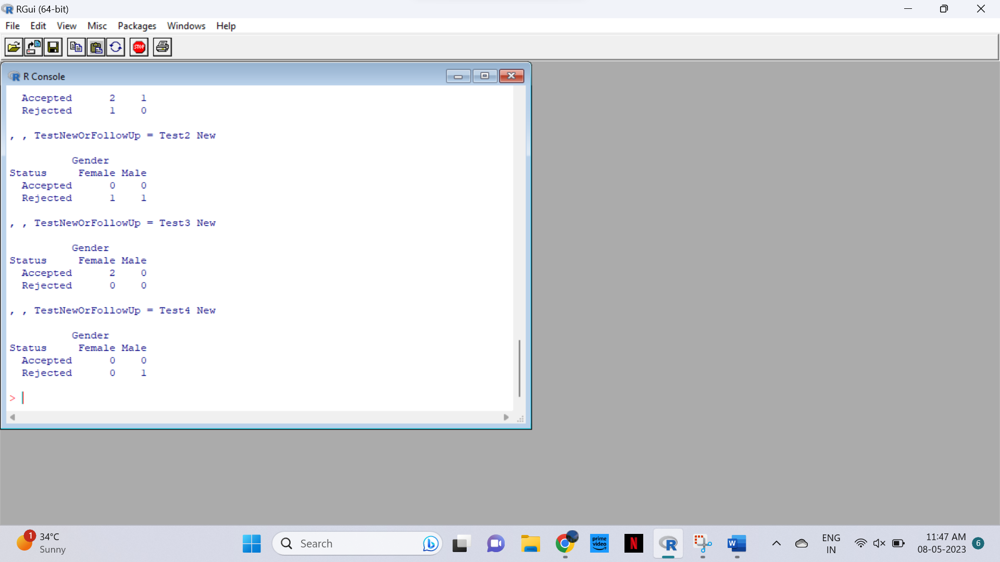 RGui (64-bit)
File Edit View Misc Packages Windows Help
STOP
R Console
Accepted 2 1
Rejected 1 0
, , TestNewOrFollowUp = Test2 New
Gender
Status Female Male
Accepted 0 0
Rejected 1 1
, , TestNewOrFollowUp = Test3 New
Gender
Status Female Male
Accepted 2 0
Rejected 0 0
, , TestNewOrFollowUp = Test4 New
Gender
Status Female Male
Accepted 0 0
Rejected 0 1
>
1 34°C
Sunny
Search
prime video
N
R
W
ENG
IN
11:47 AM
08-05-2023
6